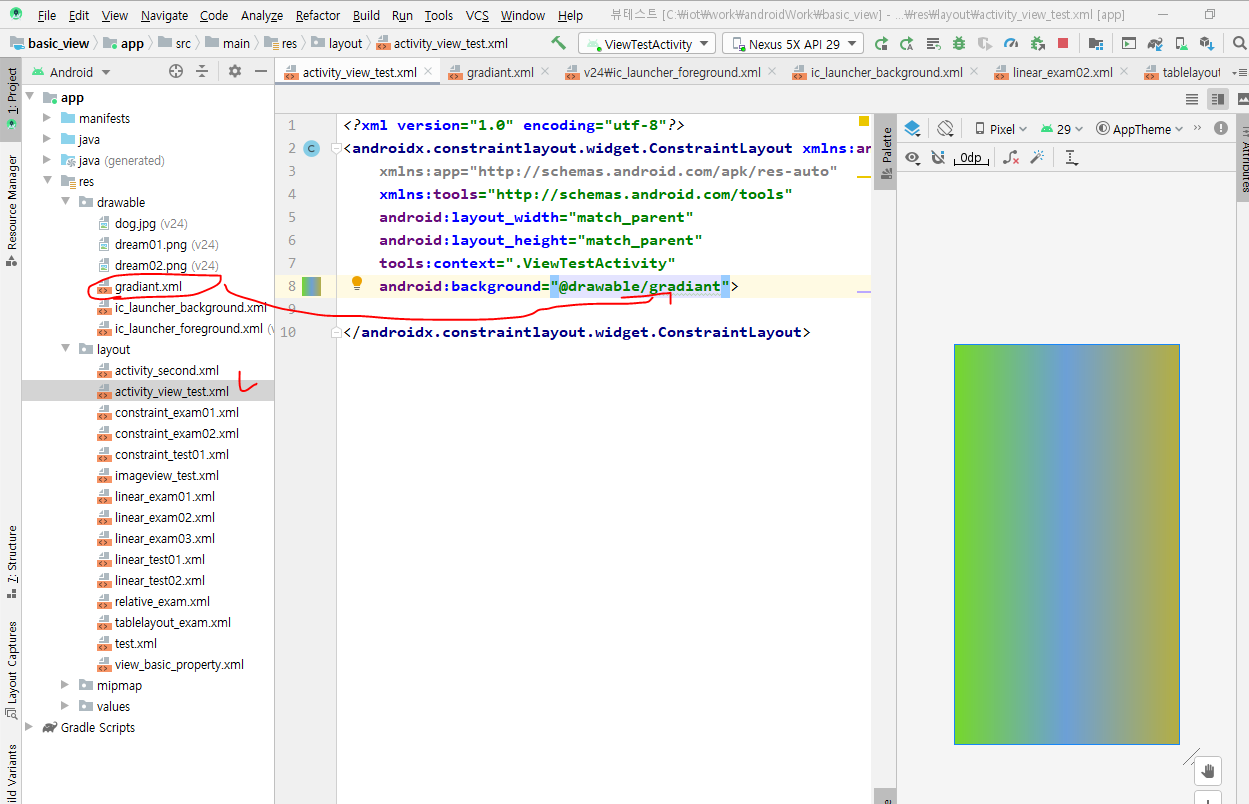 File Edit View Navigate Code Analyze Refactor Build Run Tools VCS Window Help 뷰테스트 [C:₩iot₩work₩androidWork₩basic_view] - ...₩res₩layout₩activity_view_test.xml [app]
basic_view app src main res layout activity_view_test.xml ViewTestActivity Nexus 5X API 29
Android activity_view_test.xml gradiant.xml v24₩ic_launcher_foreground.xml ic_launcher_background.xml linear_exam02.xml tablelayout
1: Project
Resource Manager
7: Structure
Layout Captures
ild Variants
app
manifests
java
java (generated)
res
drawable
dog.jpg (v24)
dream01.png (v24)
dream02.png (v24)
gradiant.xml
ic_launcher_background.xml
ic_launcher_foreground.xml (v
layout
activity_second.xml
activity_view_test.xml
constraint_exam01.xml
constraint_exam02.xml
constraint_test01.xml
imageview_test.xml
linear_exam01.xml
linear_exam02.xml
linear_exam03.xml
linear_test01.xml
linear_test02.xml
relative_exam.xml
tablelayout_exam.xml
test.xml
view_basic_property.xml
mipmap
values
Gradle Scripts
1 <?xml version="1.0" encoding="utf-8"?>
2 C <androidx.constraintlayout.widget.ConstraintLayout xmlns:ar
3 xmlns:app="http://schemas.android.com/apk/res-auto"
4 xmlns:tools="http://schemas.android.com/tools"
5 android:layout_width="match_parent"
6 android:layout_height="match_parent"
7 tools:context=".ViewTestActivity"
8 android:background="@drawable/gradiant">
9
10 </androidx.constraintlayout.widget.ConstraintLayout>
Palette
Pixel 29 AppTheme
0dp
Attributes